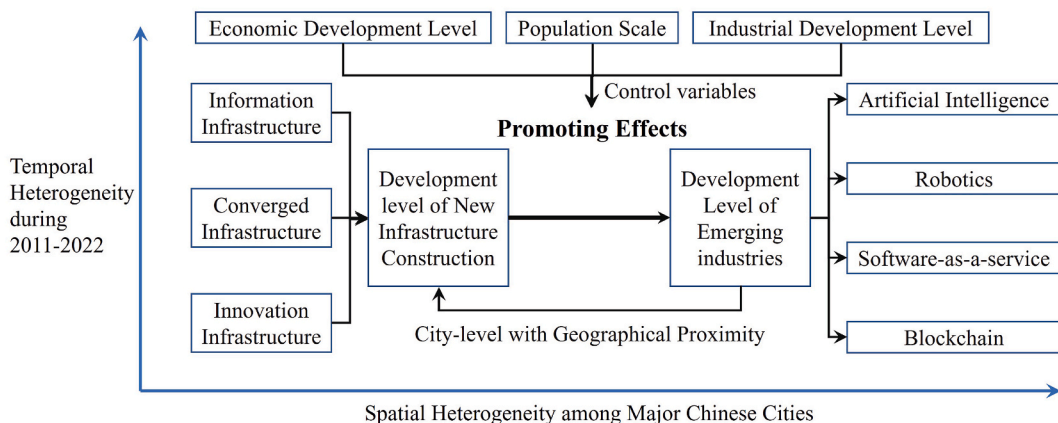 Economic Development Level
Population Scale
Industrial Development Level
Control variables
Promoting Effects
Temporal
Heterogeneity
during
2011-2022
Information
Infrastructure
Converged
Infrastructure
Innovation
Infrastructure
Development
level of New
Infrastructure
Construction
Development
Level of
Emerging
industries
Artificial Intelligence
Robotics
Software-as-a-service
Blockchain
City-level with Geographical Proximity
Spatial Heterogeneity among Major Chinese Cities